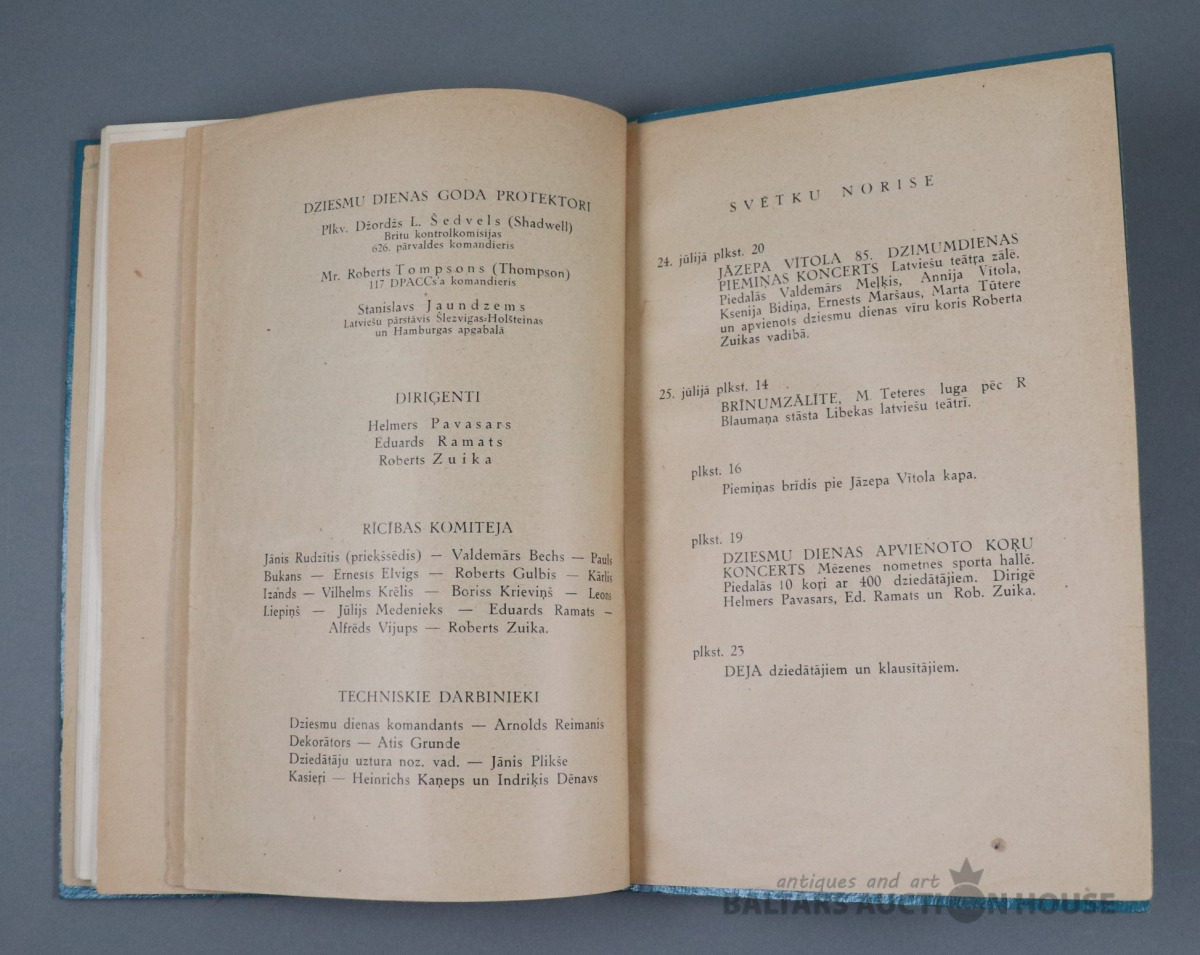 DZIESMU DIENAS GODA PROTEKTORI
Plkv. Džordžs L. Šedvels (Shadwell)
Britu kontrolkomisijas
626. pārvaldes komandieris
Mr. Roberts Tompsons (Thompson)
117 DPACCs'a komandieris
Stanislavs Jaundzems
Latviešu pārstāvis Šlezvigas-Holšteinas
un Hamburgas apgabalā
DIRIĢENTI
Helmers Pavasars
Eduards Ramats
Roberts Zuika
RĪCĪBAS KOMITEJA
Jānis Rudzītis (priekšsēdis) — Valdemārs Bechs — Pauls
Bukans — Ernests Elvigs — Roberts Gulbis — Kārlis
Izands — Vilhelms Krēlis — Boriss Krieviņš — Leons
Liepiņš — Jūlijs Medenieks — Eduards Ramats —
Alfrēds Vijups — Roberts Zuika.
TECHNISKIE DARBINIEKI
Dziesmu dienas komandants — Arnolds Reimanis
Dekorātors — Atis Grunde
Dziedātāju uztura noz. vad. — Jānis Plikše
Kasieŗi — Heinrichs Kaņeps un Indriķis Dēnavs
SVĒTKU NORISE
24. jūlijā plkst. 20
JĀZEPA VĪTOLA 85. DZIMUMDIENAS
PIEMIŅAS KONCERTS Latviešu teātŗa zālē.
Piedalās Valdemārs Meļķis, Annija Vītola,
Ksenija Bidiņa, Ernests Maršaus, Marta Tūtere
un apvienots dziesmu dienas vīru koris Roberta
Zuikas vadībā.
25. jūlijā plkst. 14
BRĪNUMZĀLĪTE, M. Teteres luga pēc R
Blaumaņa stāsta Lībekas latviešu teātrī.
plkst. 16
Piemiņas brīdis pie Jāzepa Vītola kapa.
plkst. 19
DZIESMU DIENAS APVIENOTO KOŖU
KONCERTS Mēzenes nometnes sporta hallē.
Piedalās 10 koŗi ar 400 dziedātājiem. Diriģē
Helmers Pavasars, Ed. Ramats un Rob. Zuika.
plkst. 23
DEJA dziedātājiem un klausītājiem.
antiques and art
BALTARS AUCTION HOUSE